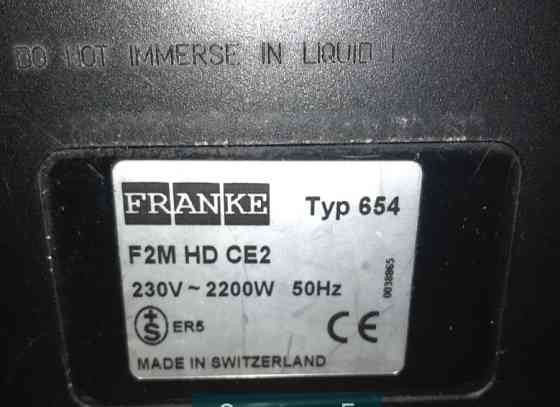 DO NOT IMMERSE IN LIQUID !
FRANKE Typ 654
F2M HD CE2
230V ~ 2200W 50Hz
0038865
+S ER5 CE
MADE IN SWITZERLAND